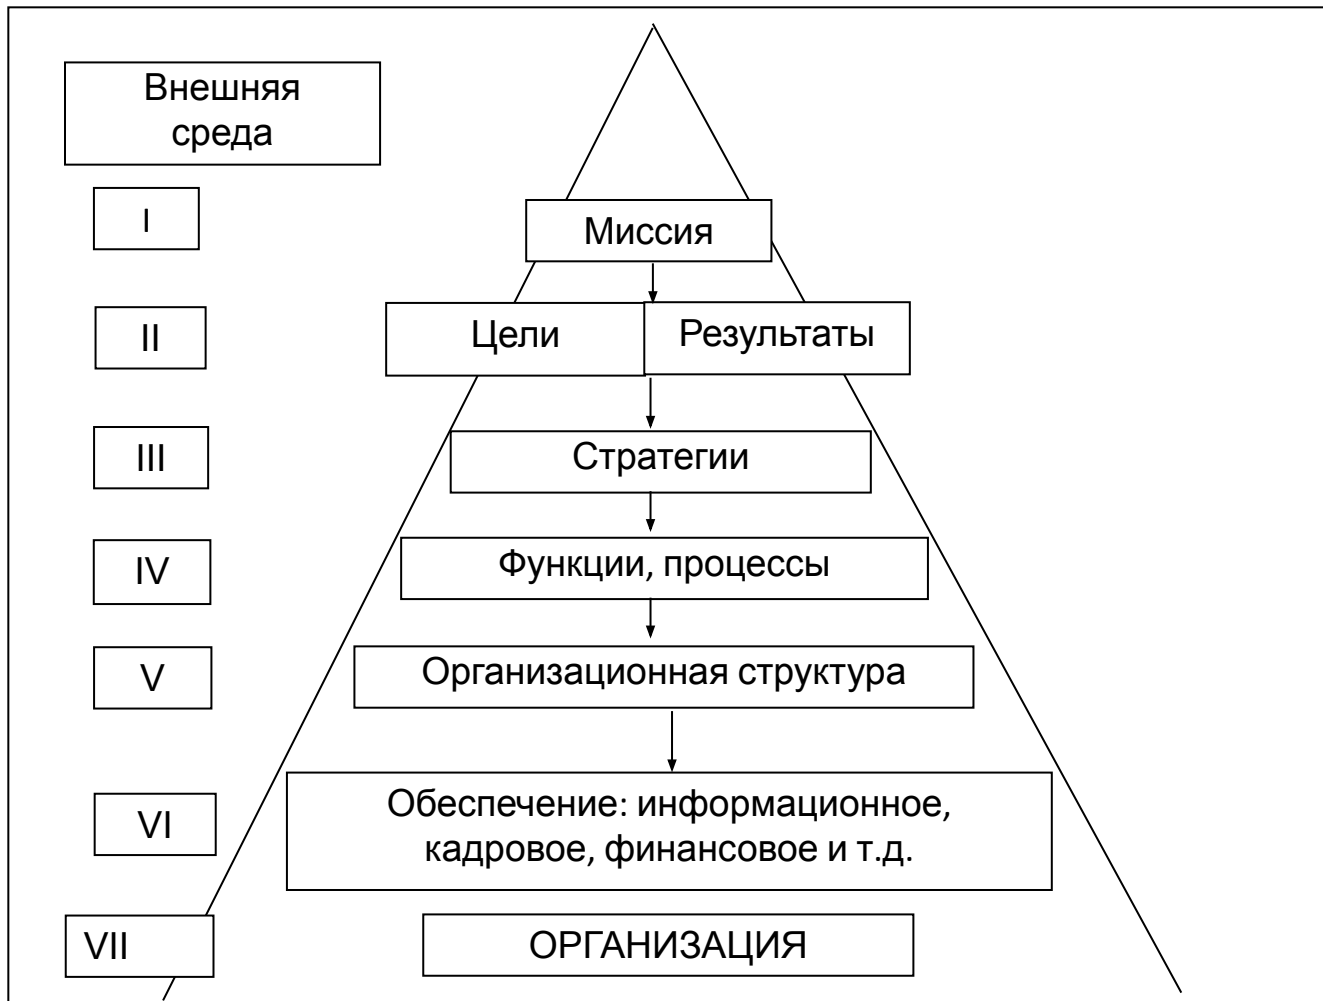 Внешняя
среда
I
Миссия
II
Цели
Результаты
III
Стратегии
IV
Функции, процессы
V
Организационная структура
VI
Обеспечение: информационное,
кадровое, финансовое и т.д.
VII
ОРГАНИЗАЦИЯ